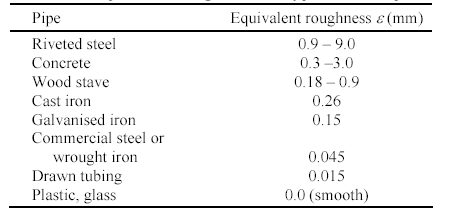 Pipe Equivalent roughness ε (mm)
Riveted steel 0.9 – 9.0
Concrete 0.3 –3.0
Wood stave 0.18 – 0.9
Cast iron 0.26
Galvanised iron 0.15
Commercial steel or
wrought iron 0.045
Drawn tubing 0.015
Plastic, glass 0.0 (smooth)